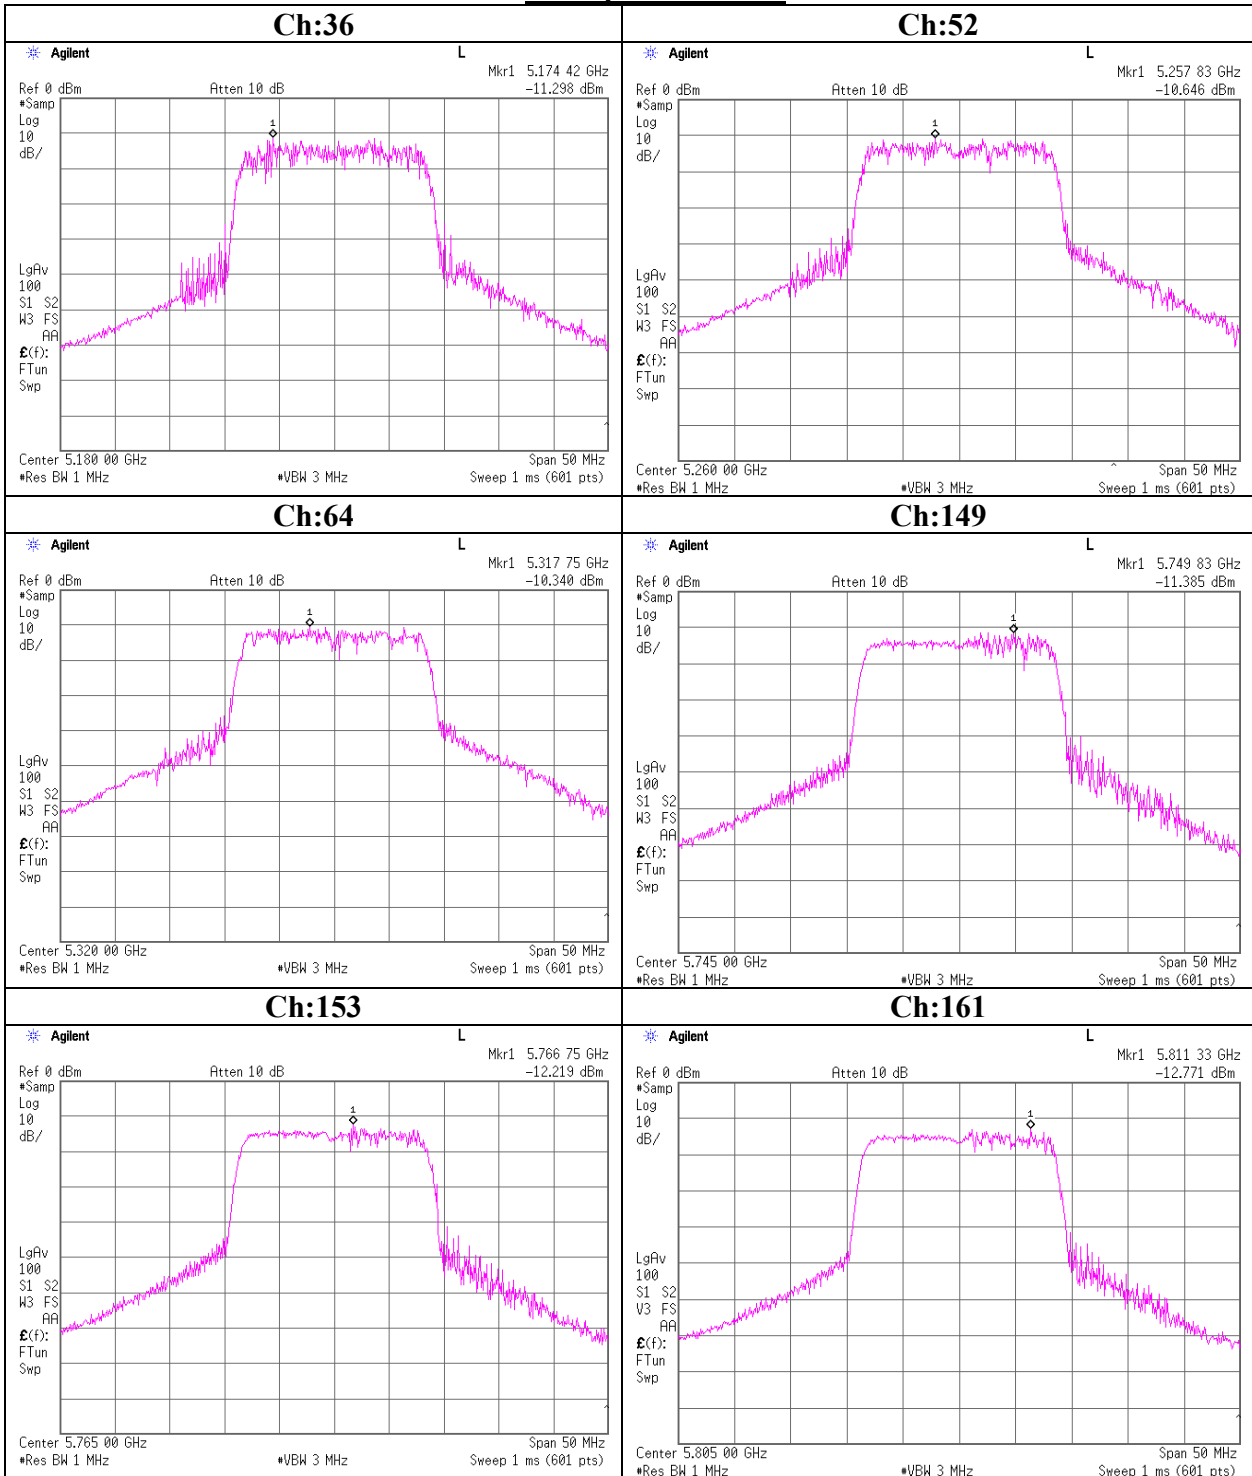 Ch:36
Agilent
L
Mkr1 5.174 42 GHz
Ref 0 dBm
Atten 10 dB
-11.298 dBm
#Samp
Log
10
dB/
1
LgAv
100
S1 S2
W3 FS
AA
£(f):
FTun
Swp
Center 5.180 00 GHz
Span 50 MHz
#Res BW 1 MHz
#VBW 3 MHz
Sweep 1 ms (601 pts)
Ch:52
Agilent
L
Mkr1 5.257 83 GHz
Ref 0 dBm
Atten 10 dB
-10.646 dBm
#Samp
Log
10
dB/
1
LgAv
100
S1 S2
W3 FS
AA
£(f):
FTun
Swp
Center 5.260 00 GHz
Span 50 MHz
#Res BW 1 MHz
#VBW 3 MHz
Sweep 1 ms (601 pts)
Ch:64
Agilent
L
Mkr1 5.317 75 GHz
Ref 0 dBm
Atten 10 dB
-10.340 dBm
#Samp
Log
10
dB/
1
LgAv
100
S1 S2
W3 FS
AA
£(f):
FTun
Swp
Center 5.320 00 GHz
Span 50 MHz
#Res BW 1 MHz
#VBW 3 MHz
Sweep 1 ms (601 pts)
Ch:149
Agilent
L
Mkr1 5.749 83 GHz
Ref 0 dBm
Atten 10 dB
-11.385 dBm
#Samp
Log
10
dB/
1
LgAv
100
S1 S2
W3 FS
AA
£(f):
FTun
Swp
Center 5.745 00 GHz
Span 50 MHz
#Res BW 1 MHz
#VBW 3 MHz
Sweep 1 ms (601 pts)
Ch:153
Agilent
L
Mkr1 5.766 75 GHz
Ref 0 dBm
Atten 10 dB
-12.219 dBm
#Samp
Log
10
dB/
1
LgAv
100
S1 S2
W3 FS
AA
£(f):
FTun
Swp
Center 5.765 00 GHz
Span 50 MHz
#Res BW 1 MHz
#VBW 3 MHz
Sweep 1 ms (601 pts)
Ch:161
Agilent
L
Mkr1 5.811 33 GHz
Ref 0 dBm
Atten 10 dB
-12.771 dBm
#Samp
Log
10
dB/
1
LgAv
100
S1 S2
V3 FS
AA
£(f):
FTun
Swp
Center 5.805 00 GHz
Span 50 MHz
#Res BW 1 MHz
#VBW 3 MHz
Sweep 1 ms (601 pts)